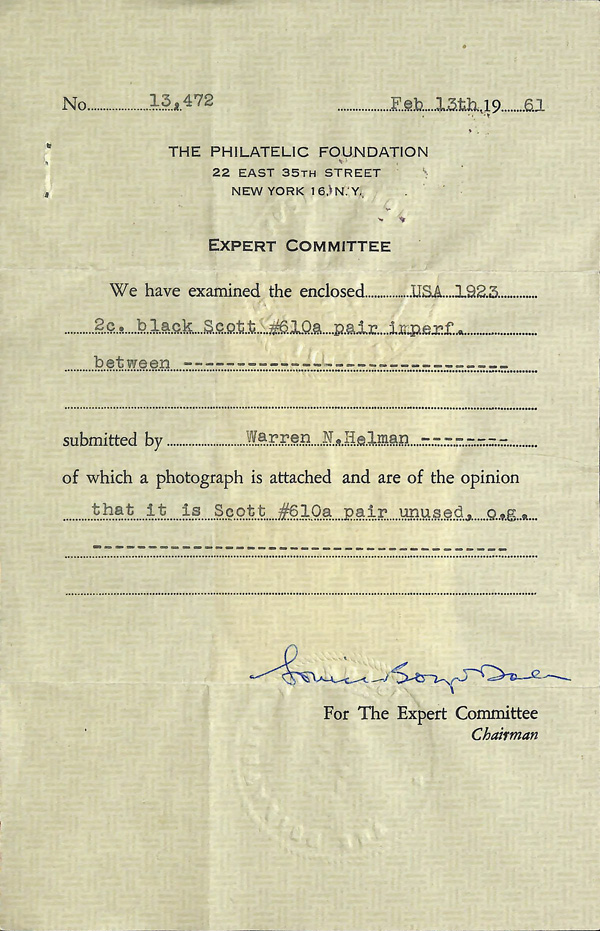 No. 13,472 Feb 13th, 19 61
THE PHILATELIC FOUNDATION
22 EAST 35TH STREET
NEW YORK 16, N. Y.
EXPERT COMMITTEE
We have examined the enclosed USA 1923
2c. black Scott #610a pair imperf.
between -----------------------------
submitted by Warren N. Helman --------
of which a photograph is attached and are of the opinion
that it is Scott #610a pair unused, o.g.
-------------------------------------
Louise Boyd Dale
For The Expert Committee
Chairman